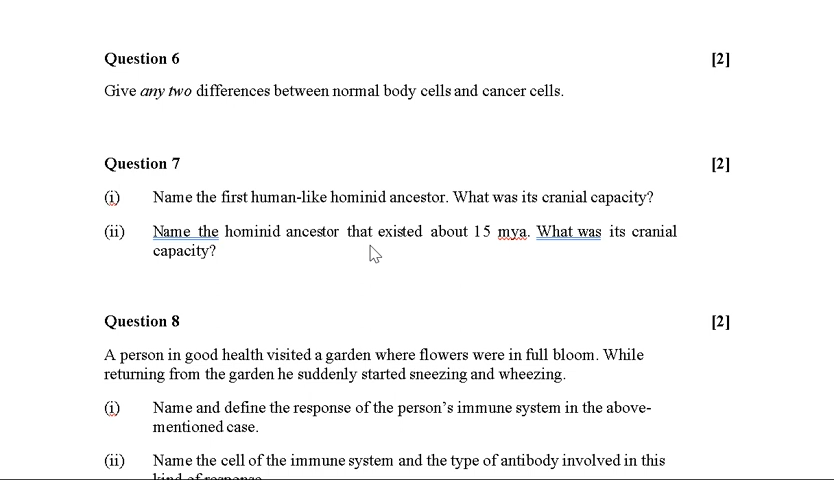 Question 6 [2]
Give any two differences between normal body cells and cancer cells.
Question 7 [2]
(i) Name the first human-like hominid ancestor. What was its cranial capacity?
(ii) Name the hominid ancestor that existed about 15 mya. What was its cranial
capacity?
Question 8 [2]
A person in good health visited a garden where flowers were in full bloom. While
returning from the garden he suddenly started sneezing and wheezing.
(i) Name and define the response of the person’s immune system in the above-
mentioned case.
(ii) Name the cell of the immune system and the type of antibody involved in this
kind of response.